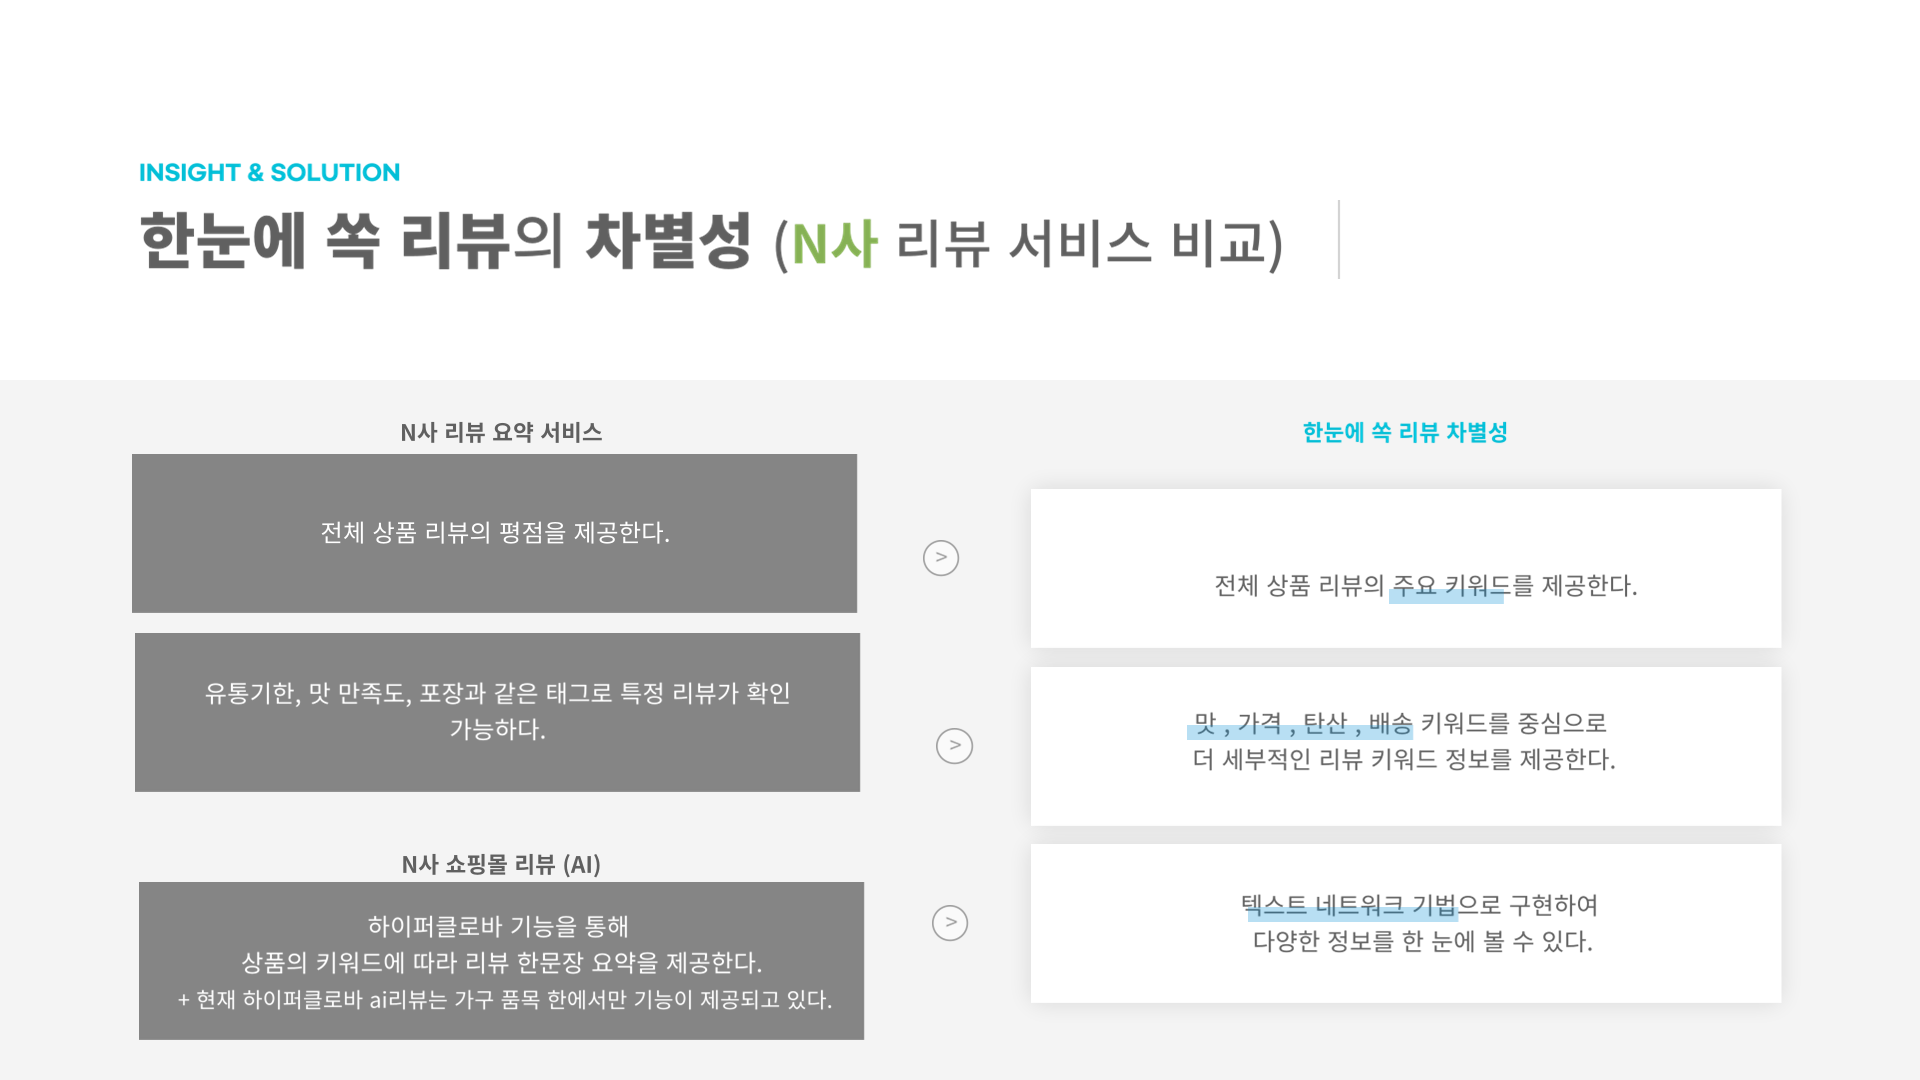 INSIGHT & SOLUTION
한눈에 쏙 리뷰의 차별성 (N사 리뷰 서비스 비교)
N사 리뷰 요약 서비스
전체 상품 리뷰의 평점을 제공한다.
유통기한, 맛 만족도, 포장과 같은 태그로 특정 리뷰가 확인
가능하다.
N사 쇼핑몰 리뷰 (AI)
하이퍼클로바 기능을 통해
상품의 키워드에 따라 리뷰 한문장 요약을 제공한다.
+ 현재 하이퍼클로바 ai리뷰는 가구 품목 한에서만 기능이 제공되고 있다.
>
>
>
한눈에 쏙 리뷰 차별성
전체 상품 리뷰의 주요 키워드를 제공한다.
맛 , 가격 , 탄산 , 배송 키워드를 중심으로
더 세부적인 리뷰 키워드 정보를 제공한다.
텍스트 네트워크 기법으로 구현하여
다양한 정보를 한 눈에 볼 수 있다.